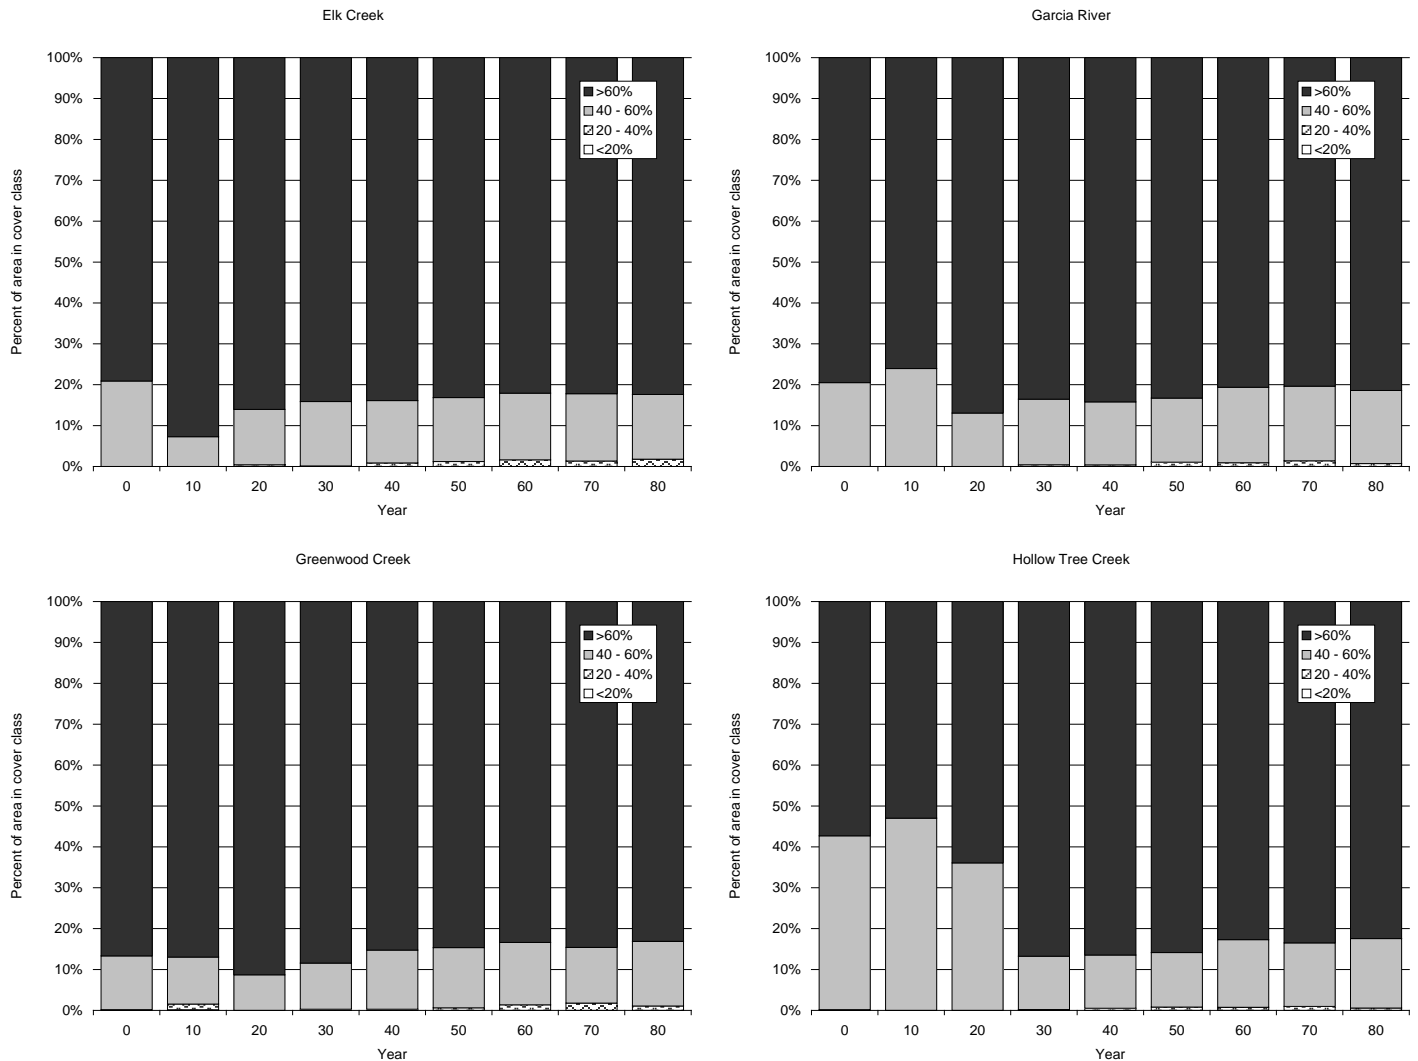 Elk Creek
Percent of area in cover class
100%
90%
80%
70%
60%
50%
40%
30%
20%
10%
0%
>60%
40 - 60%
20 - 40%
<20%
0 10 20 30 40 50 60 70 80
Year
Garcia River
Percent of area in cover class
100%
90%
80%
70%
60%
50%
40%
30%
20%
10%
0%
>60%
40 - 60%
20 - 40%
<20%
0 10 20 30 40 50 60 70 80
Year
Greenwood Creek
Percent of area in cover class
100%
90%
80%
70%
60%
50%
40%
30%
20%
10%
0%
>60%
40 - 60%
20 - 40%
<20%
0 10 20 30 40 50 60 70 80
Year
Hollow Tree Creek
Percent of area in cover class
100%
90%
80%
70%
60%
50%
40%
30%
20%
10%
0%
>60%
40 - 60%
20 - 40%
<20%
0 10 20 30 40 50 60 70 80
Year